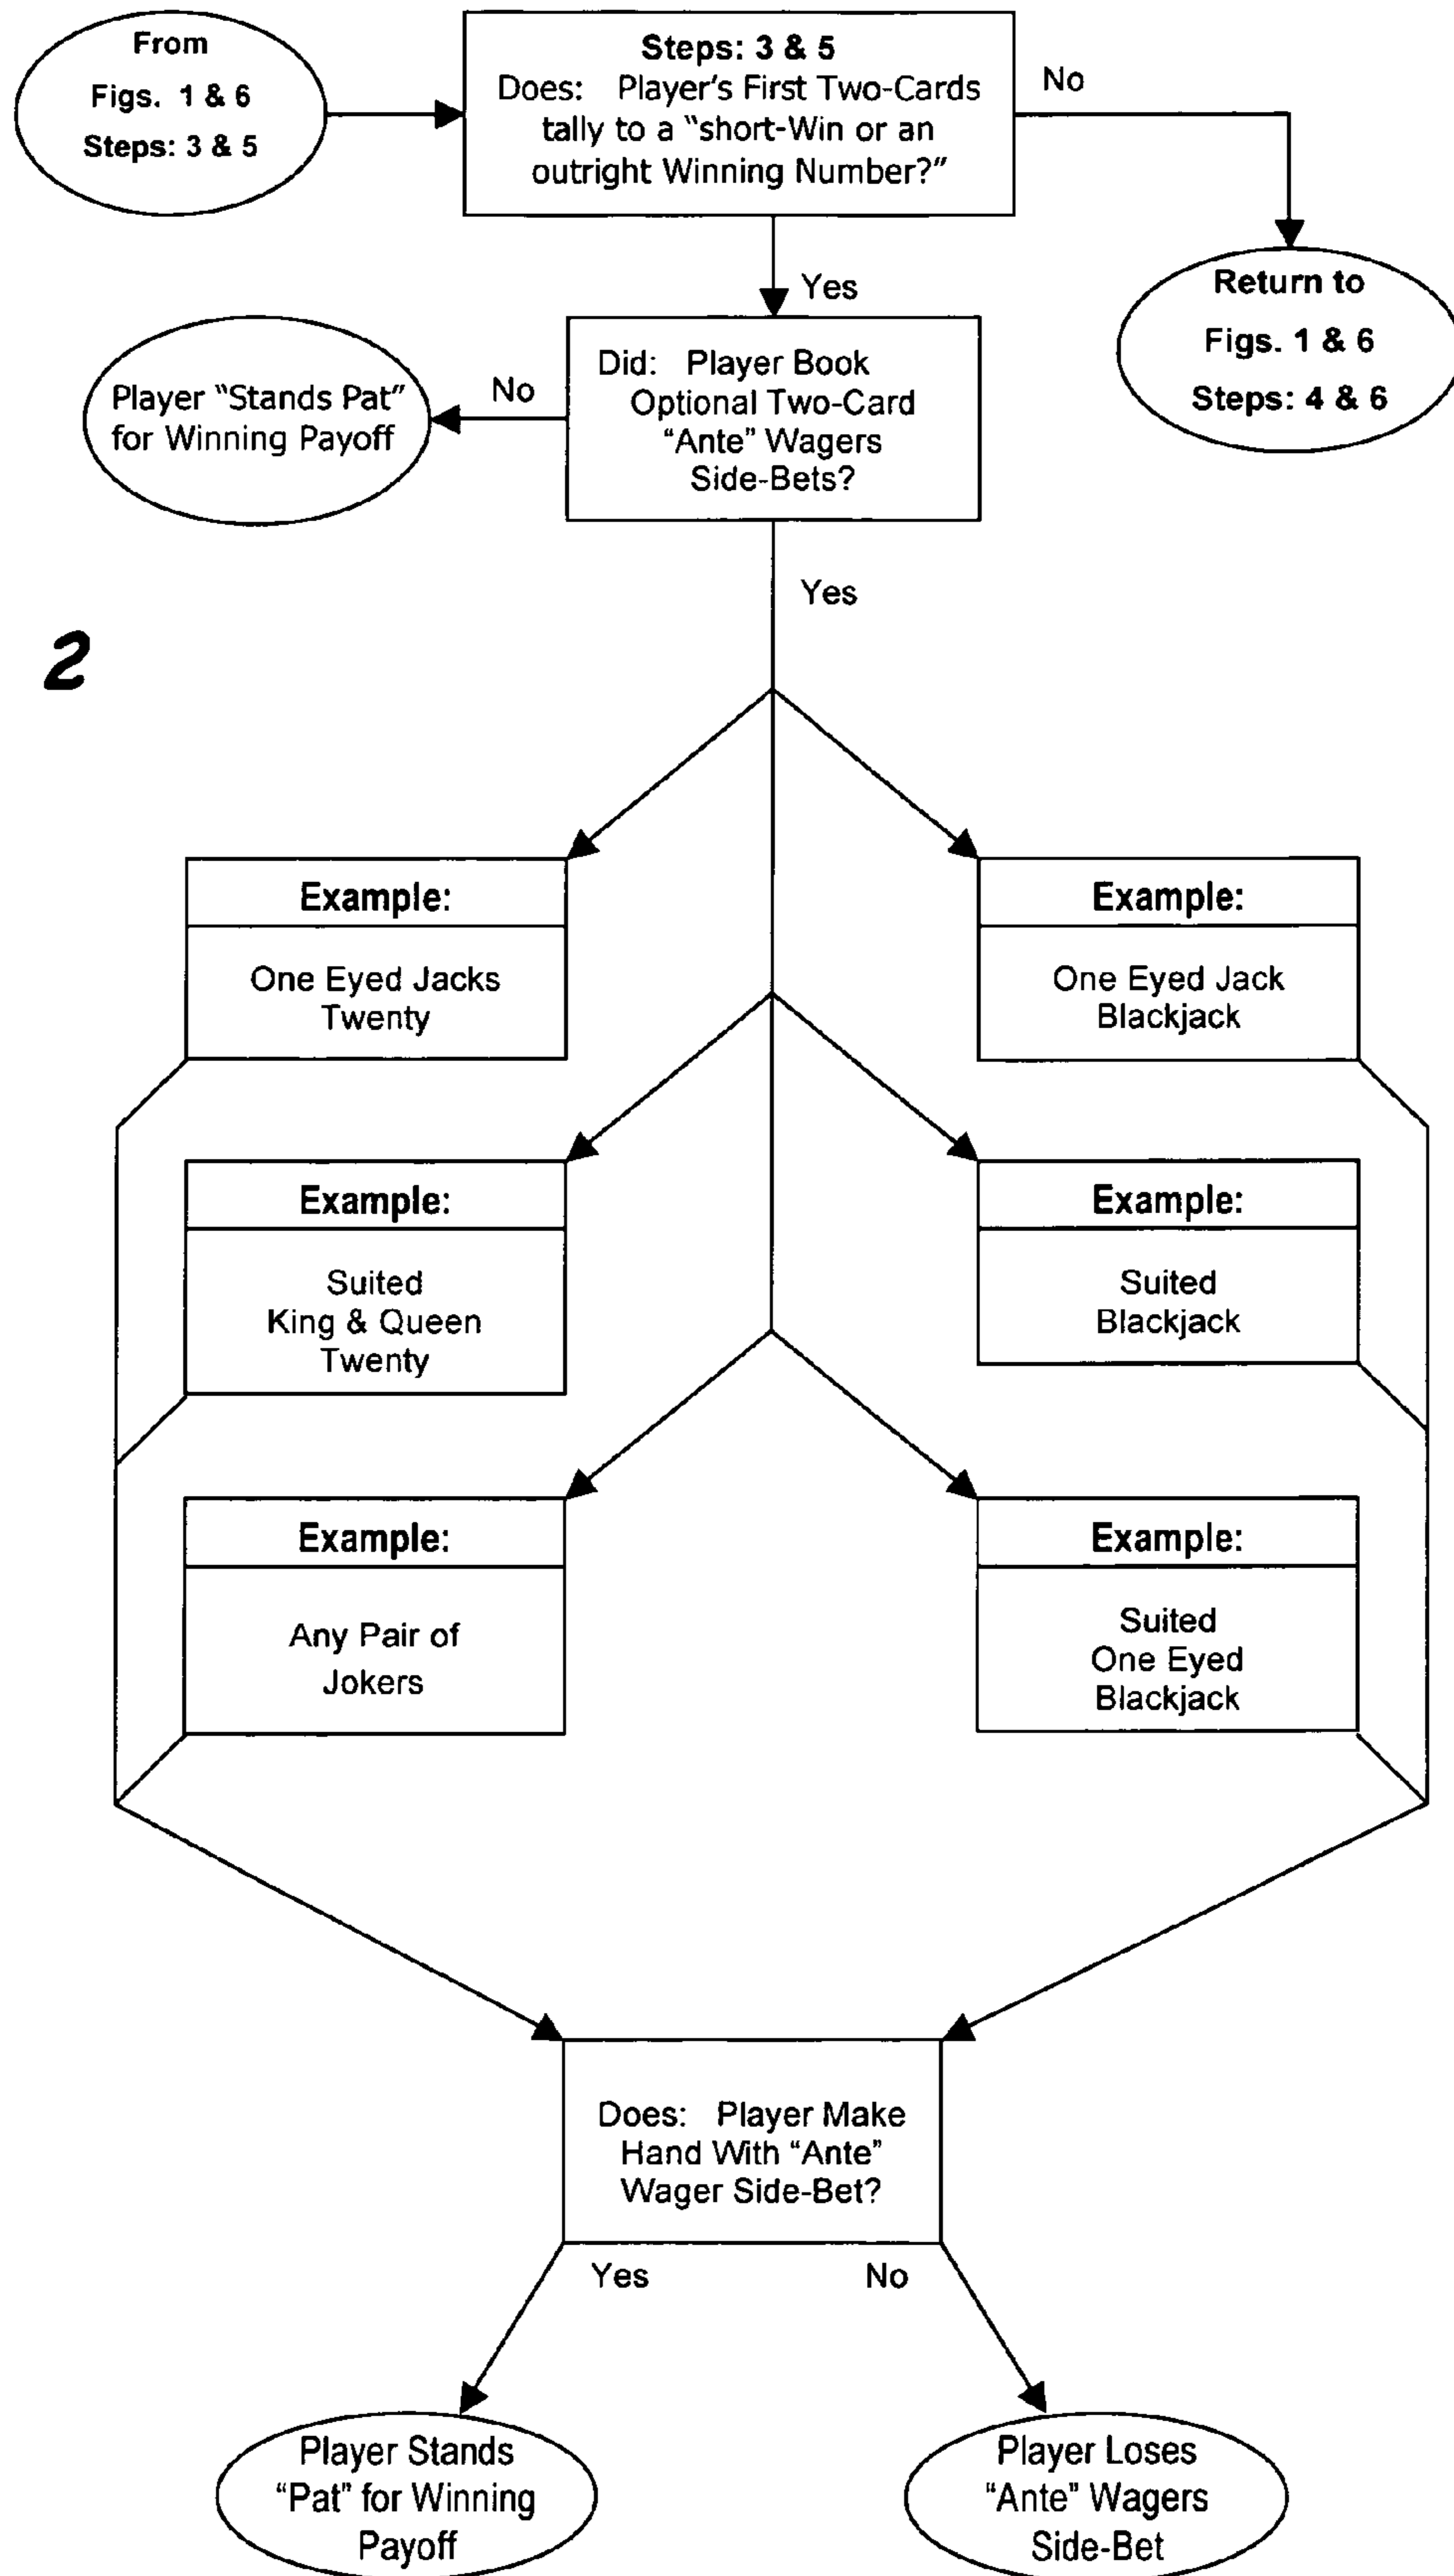 From
Figs. 1 & 6
Steps: 3 & 5
Steps: 3 & 5
Does: Player's First Two-Cards
tally to a "short-Win or an
outright Winning Number?"
No
Return to
Figs. 1 & 6
Steps: 4 & 6
Yes
Did: Player Book
Optional Two-Card
"Ante" Wagers
Side-Bets?
No
Player "Stands Pat"
for Winning Payoff
Yes
2
Example:
One Eyed Jacks
Twenty
Example:
One Eyed Jack
Blackjack
Example:
Suited
King & Queen
Twenty
Example:
Suited
Blackjack
Example:
Any Pair of
Jokers
Example:
Suited
One Eyed
Blackjack
Does: Player Make
Hand With "Ante"
Wager Side-Bet?
Yes
No
Player Stands
"Pat" for Winning
Payoff
Player Loses
"Ante" Wagers
Side-Bet